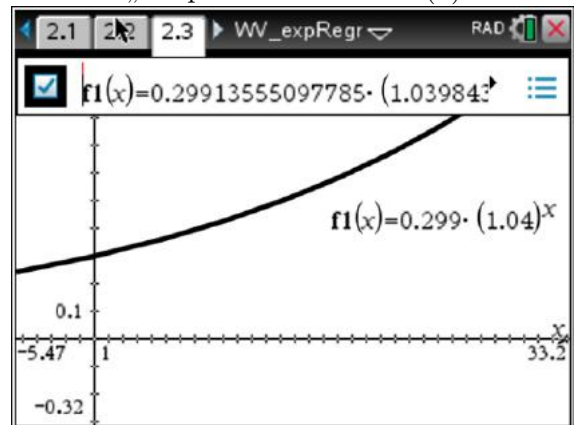 2.1 2.2 2.3 WV_expRegr RAD
f1(x)=0.29913555097785·(1.039843
f1(x)=0.299·(1.04)^x
0.1
x
-5.47 1 33.2
-0.32